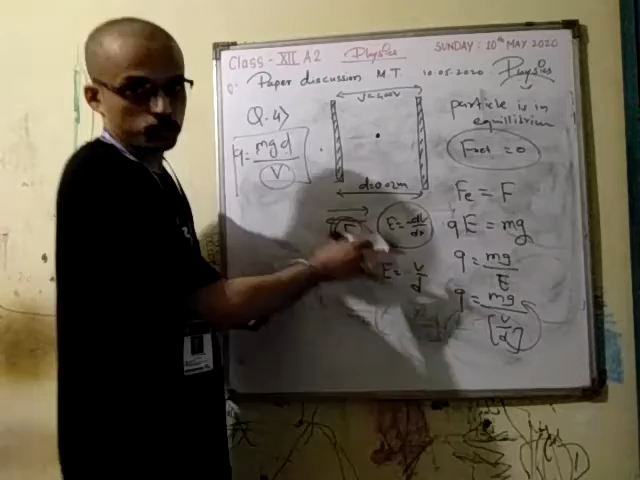 Class - XII A2 Physics SUNDAY: 10th MAY 2020
Q: Paper discussion M.T. 10.05.2020 Physics
Q.4)
q = mgd / V
d=0.02m
E = V/d
particle is in
equilibrium
Fnet = 0
Fe = F
qE = mg
q = mg / E
q = mg / [V/d]